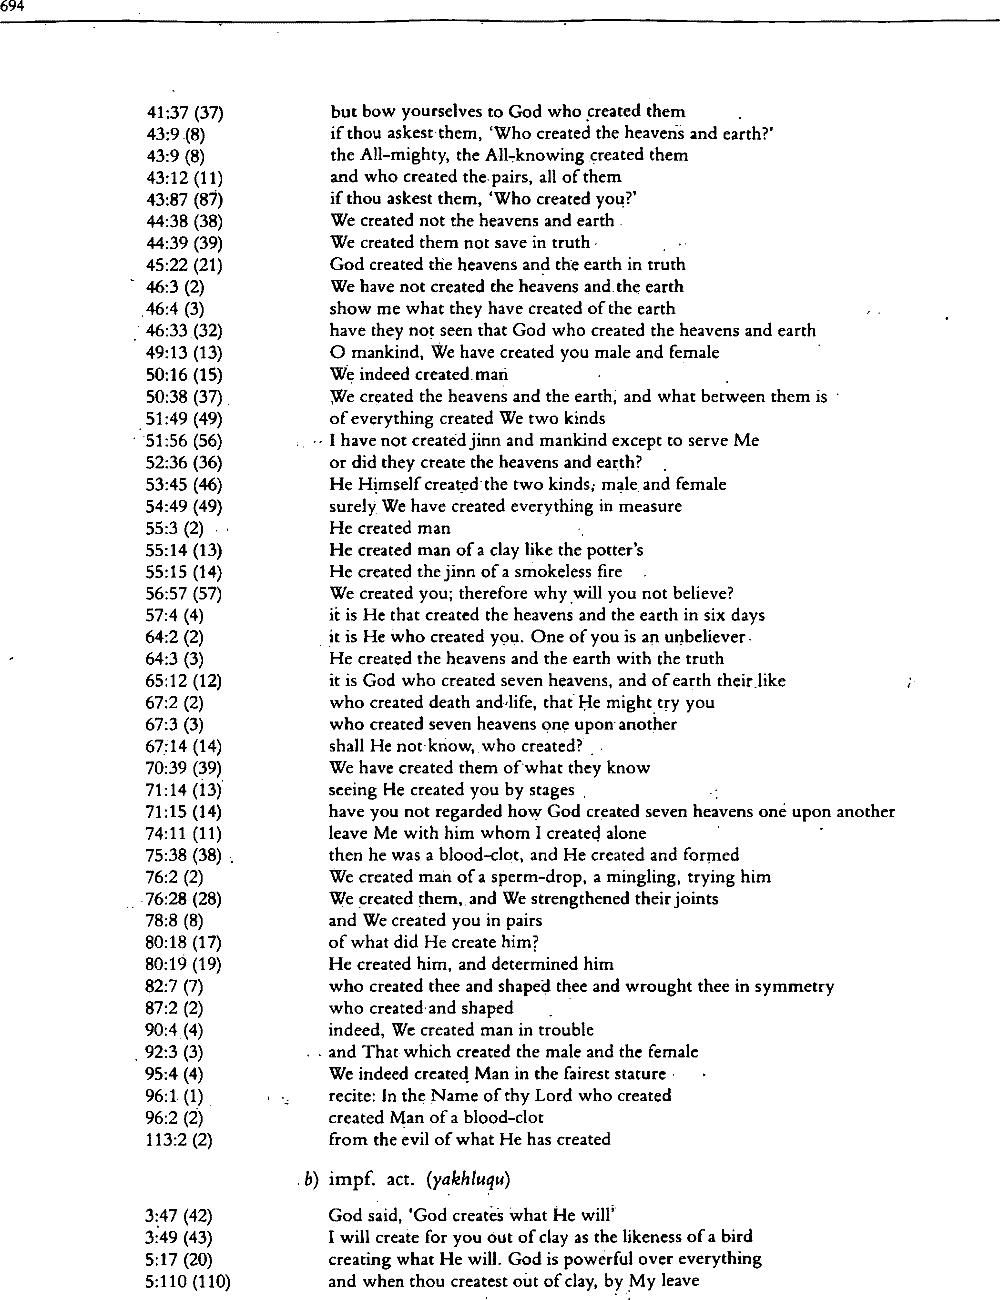 694
41:37 (37) but bow yourselves to God who created them
43:9 (8) if thou askest them, 'Who created the heavens and earth?'
43:9 (8) the All-mighty, the All-knowing created them
43:12 (11) and who created the pairs, all of them
43:87 (87) if thou askest them, 'Who created you?'
44:38 (38) We created not the heavens and earth
44:39 (39) We created them not save in truth
45:22 (21) God created the heavens and the earth in truth
46:3 (2) We have not created the heavens and the earth
46:4 (3) show me what they have created of the earth
46:33 (32) have they not seen that God who created the heavens and earth
49:13 (13) O mankind, We have created you male and female
50:16 (15) We indeed created man
50:38 (37) We created the heavens and the earth, and what between them is
51:49 (49) of everything created We two kinds
51:56 (56) I have not created jinn and mankind except to serve Me
52:36 (36) or did they create the heavens and earth?
53:45 (46) He Himself created the two kinds, male and female
54:49 (49) surely We have created everything in measure
55:3 (2) He created man
55:14 (13) He created man of a clay like the potter's
55:15 (14) He created the jinn of a smokeless fire
56:57 (57) We created you; therefore why will you not believe?
57:4 (4) it is He that created the heavens and the earth in six days
64:2 (2) it is He who created you. One of you is an unbeliever
64:3 (3) He created the heavens and the earth with the truth
65:12 (12) it is God who created seven heavens, and of earth their like
67:2 (2) who created death and life, that He might try you
67:3 (3) who created seven heavens one upon another
67:14 (14) shall He not know, who created?
70:39 (39) We have created them of what they know
71:14 (13) seeing He created you by stages
71:15 (14) have you not regarded how God created seven heavens one upon another
74:11 (11) leave Me with him whom I created alone
75:38 (38) then he was a blood-clot, and He created and formed
76:2 (2) We created man of a sperm-drop, a mingling, trying him
76:28 (28) We created them, and We strengthened their joints
78:8 (8) and We created you in pairs
80:18 (17) of what did He create him?
80:19 (19) He created him, and determined him
82:7 (7) who created thee and shaped thee and wrought thee in symmetry
87:2 (2) who created and shaped
90:4 (4) indeed, We created man in trouble
92:3 (3) and That which created the male and the female
95:4 (4) We indeed created Man in the fairest stature
96:1 (1) recite: In the Name of thy Lord who created
96:2 (2) created Man of a blood-clot
113:2 (2) from the evil of what He has created
b) impf. act. (yakhluqu)
3:47 (42) God said, 'God creates what He will'
3:49 (43) I will create for you out of clay as the likeness of a bird
5:17 (20) creating what He will. God is powerful over everything
5:110 (110) and when thou createst out of clay, by My leave